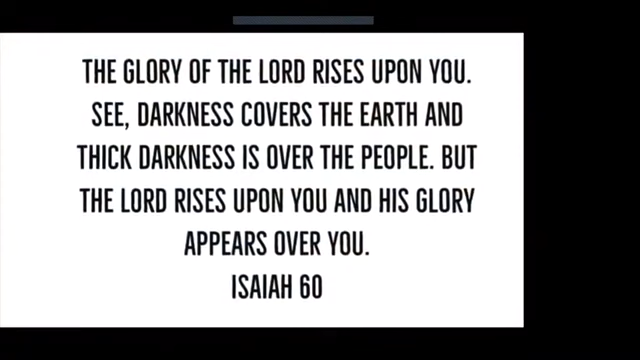 THE GLORY OF THE LORD RISES UPON YOU.
SEE, DARKNESS COVERS THE EARTH AND
THICK DARKNESS IS OVER THE PEOPLE. BUT
THE LORD RISES UPON YOU AND HIS GLORY
APPEARS OVER YOU.
ISAIAH 60